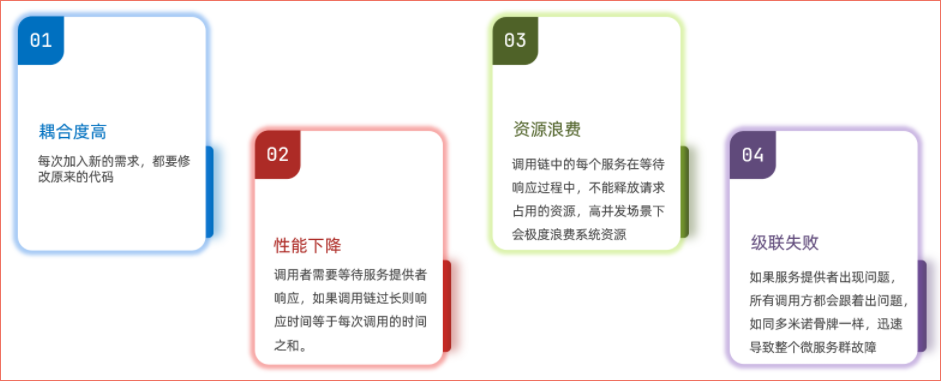 01
耦合度高
每次加入新的需求，都要修
改原来的代码
02
性能下降
调用者需要等待服务提供者
响应，如果调用链过长则响
应时间等于每次调用的时间
之和。
03
资源浪费
调用链中的每个服务在等待
响应过程中，不能释放请求
占用的资源，高并发场景下
会极度浪费系统资源
04
级联失败
如果服务提供者出现问题，
所有调用方都会跟着出问题，
如同多米诺骨牌一样，迅速
导致整个微服务群故障